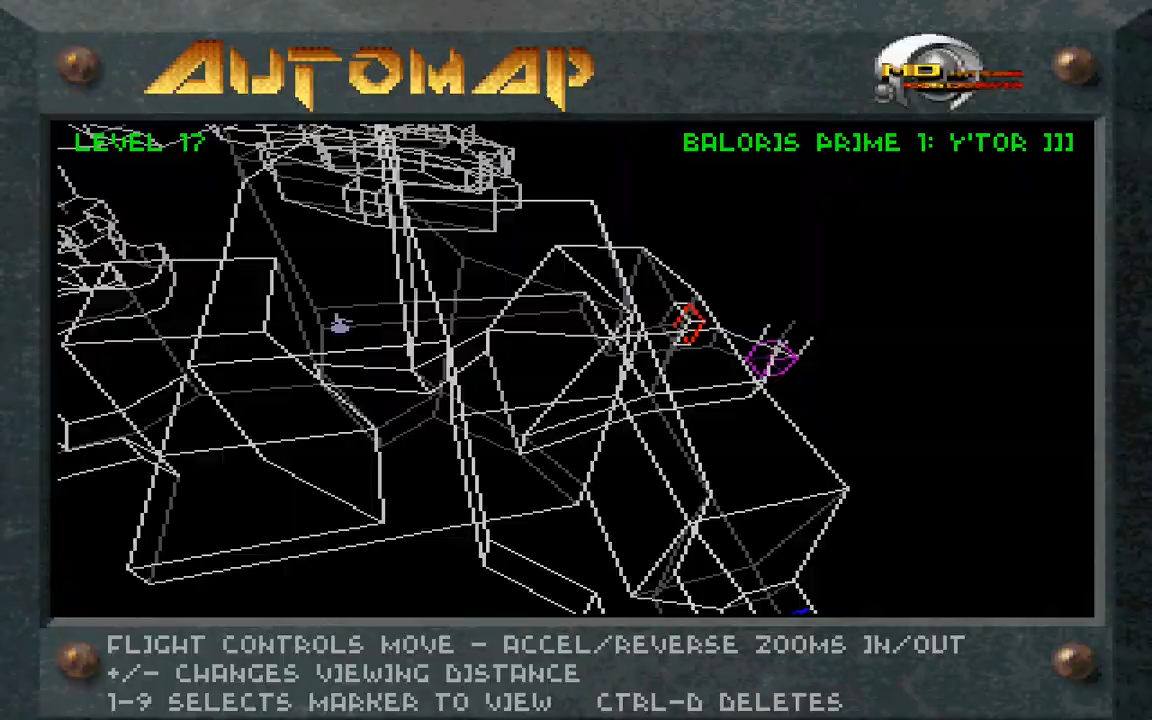 AUTOMAP
LEVEL 17
BALORIS PRIME 1: Y'TOR III
FLIGHT CONTROLS MOVE - ACCEL/REVERSE ZOOMS IN/OUT
+/- CHANGES VIEWING DISTANCE
1-9 SELECTS MARKER TO VIEW CTRL-D DELETES